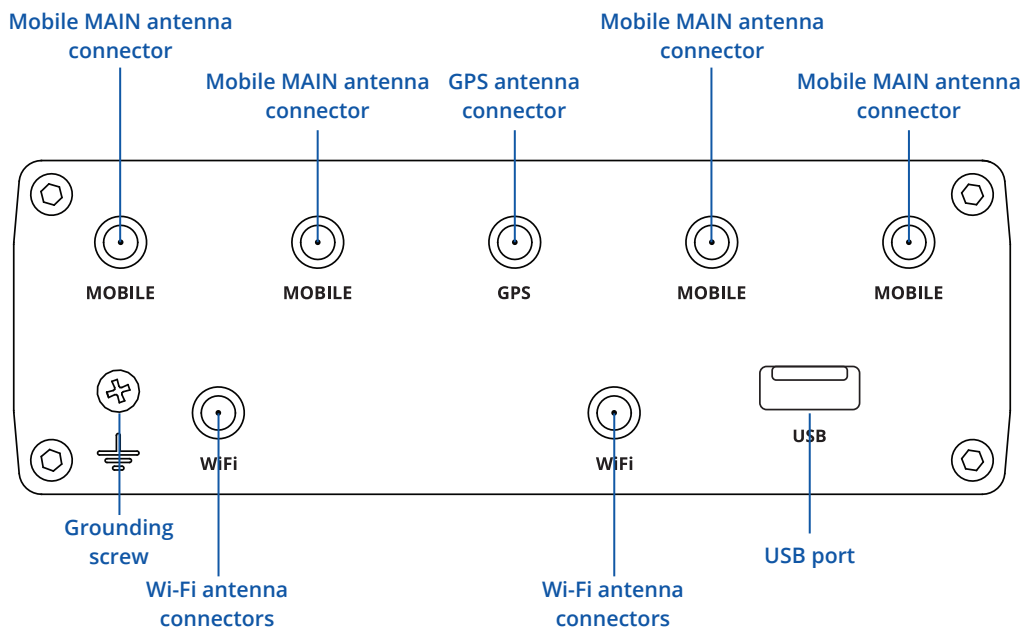 Mobile MAIN antenna
connector
Mobile MAIN antenna
connector
GPS antenna
connector
Mobile MAIN antenna
connector
Mobile MAIN antenna
connector
MOBILE
MOBILE
GPS
MOBILE
MOBILE
WiFi
WiFi
USB
Grounding
screw
Wi-Fi antenna
connectors
Wi-Fi antenna
connectors
USB port